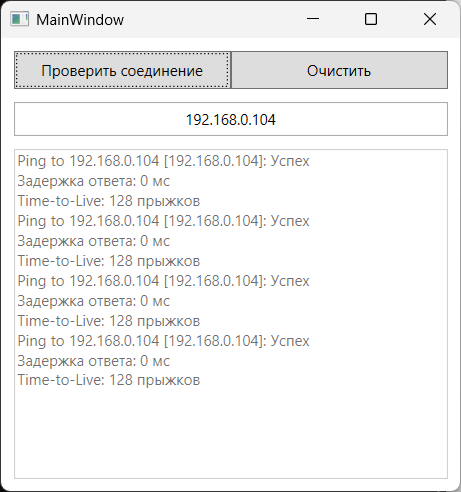 MainWindow
Проверить соединение
Очистить
192.168.0.104
Ping to 192.168.0.104 [192.168.0.104]: Успех
Задержка ответа: 0 мс
Time-to-Live: 128 прыжков
Ping to 192.168.0.104 [192.168.0.104]: Успех
Задержка ответа: 0 мс
Time-to-Live: 128 прыжков
Ping to 192.168.0.104 [192.168.0.104]: Успех
Задержка ответа: 0 мс
Time-to-Live: 128 прыжков
Ping to 192.168.0.104 [192.168.0.104]: Успех
Задержка ответа: 0 мс
Time-to-Live: 128 прыжков